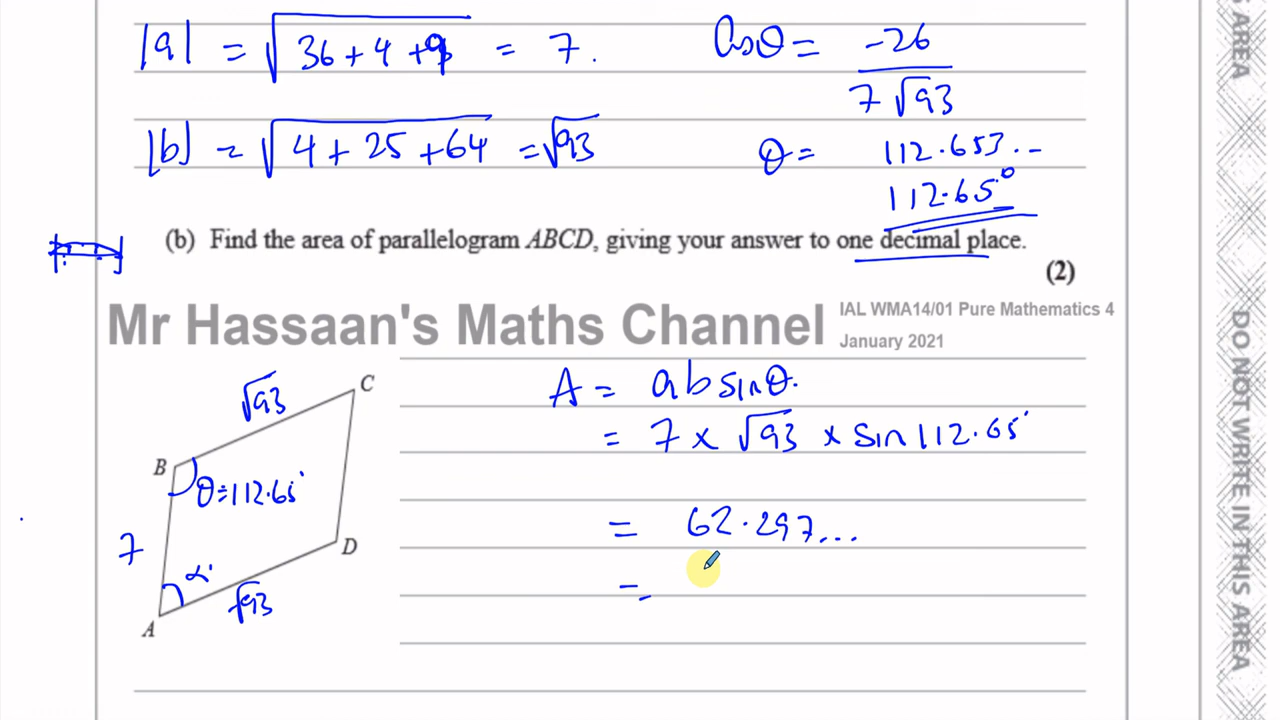 |a| = √36+4+9 = 7.
Cosθ = -26
7√93
|b| = √4+25+64 = √93
θ = 112.653..
112.65°
(b) Find the area of parallelogram ABCD, giving your answer to one decimal place.
(2)
Mr Hassaan's Maths Channel
IAL WMA14/01 Pure Mathematics 4
January 2021
A = ab sinθ.
= 7 × √93 × sin 112.65°
= 62.297...
=
√93
C
B
θ=112.65°
7
D
α°
√93
A
S AREA
DO NOT WRITE IN THIS AREA